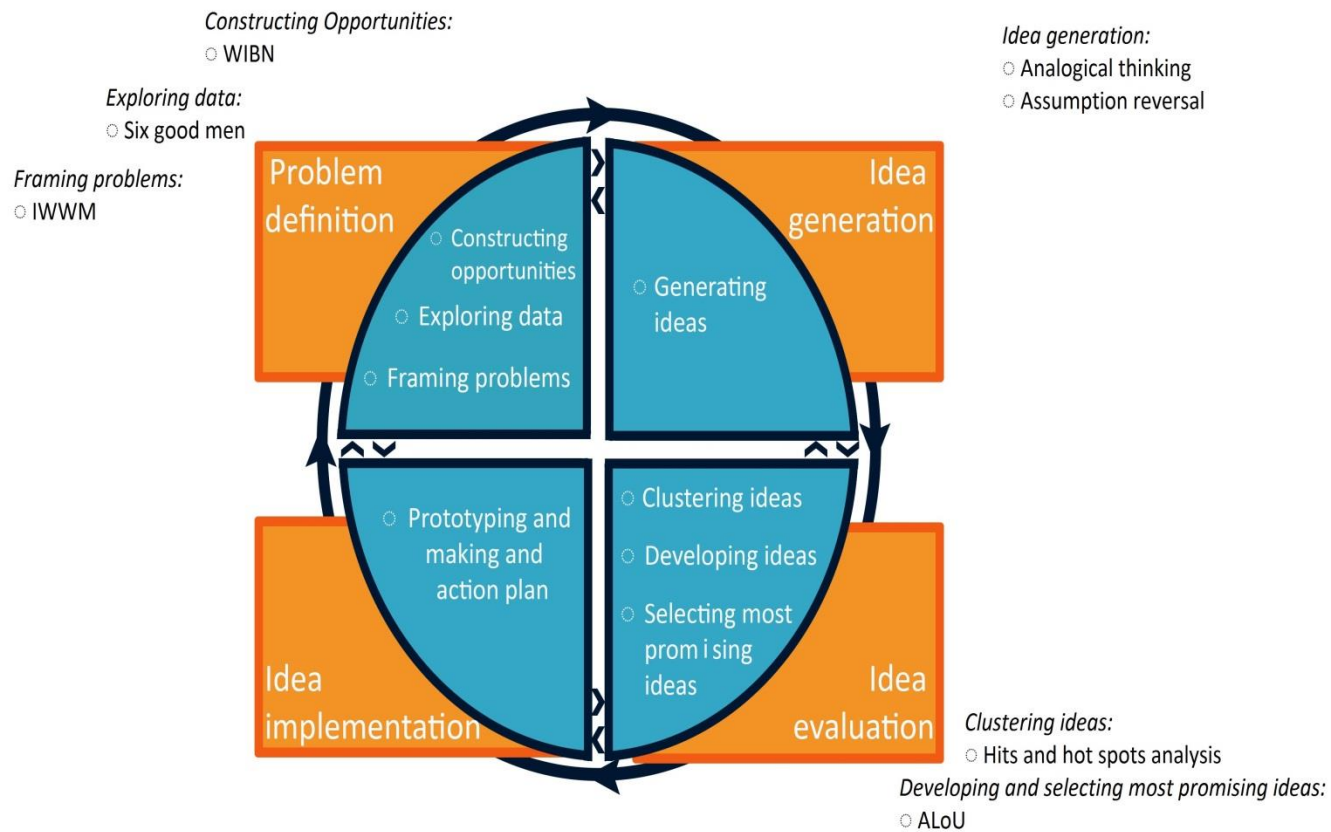 Constructing Opportunities:
◌ WIBN
Exploring data:
◌ Six good men
Framing problems:
◌ IWWM
Idea generation:
◌ Analogical thinking
◌ Assumption reversal
Problem
definition
◌ Constructing
opportunities
◌ Exploring data
◌ Framing problems
Idea
generation
◌ Generating
ideas
◌ Prototyping and
making and
action plan
Idea
implementation
◌ Clustering ideas
◌ Developing ideas
◌ Selecting most
prom i sing
ideas
Idea
evaluation
Clustering ideas:
◌ Hits and hot spots analysis
Developing and selecting most promising ideas:
◌ ALoU